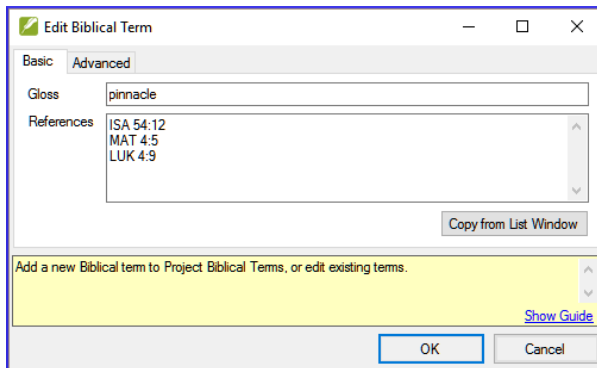 Edit Biblical Term
Basic Advanced
Gloss pinnacle
References ISA 54:12
MAT 4:5
LUK 4:9
Copy from List Window
Add a new Biblical term to Project Biblical Terms, or edit existing terms.
Show Guide
OK Cancel